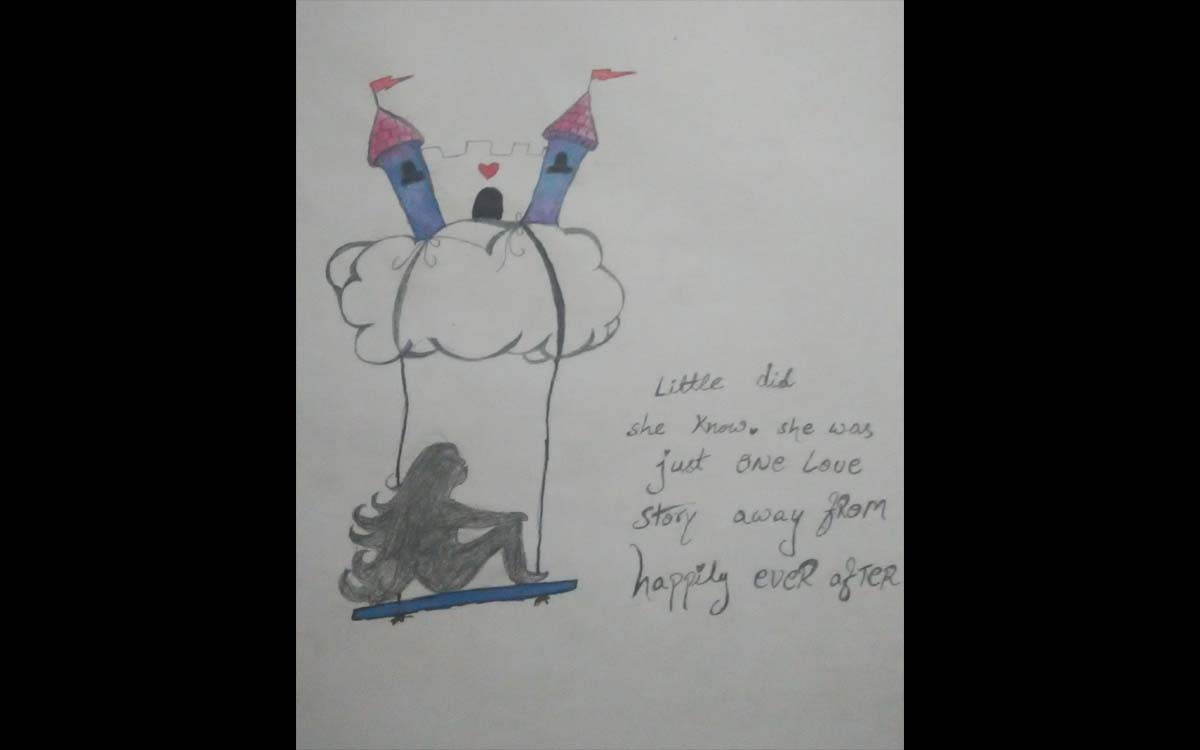 Little did
she know. she was
just ONE Love
story away fROM
happily eveR afTER